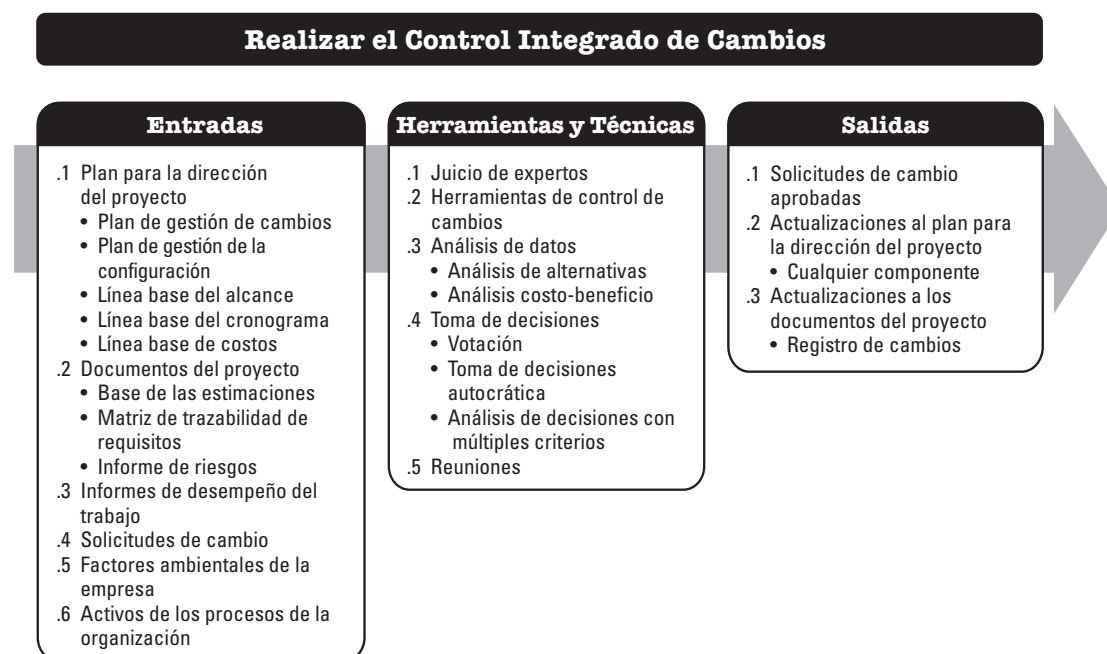 Realizar el Control Integrado de Cambios
Entradas
.1 Plan para la dirección
del proyecto
• Plan de gestión de cambios
• Plan de gestión de la
configuración
• Línea base del alcance
• Línea base del cronograma
• Línea base de costos
.2 Documentos del proyecto
• Base de las estimaciones
• Matriz de trazabilidad de
requisitos
• Informe de riesgos
.3 Informes de desempeño del
trabajo
.4 Solicitudes de cambio
.5 Factores ambientales de la
empresa
.6 Activos de los procesos de la
organización
Herramientas y Técnicas
.1 Juicio de expertos
.2 Herramientas de control de
cambios
.3 Análisis de datos
• Análisis de alternativas
• Análisis costo-beneficio
.4 Toma de decisiones
• Votación
• Toma de decisiones
autocrática
• Análisis de decisiones con
múltiples criterios
.5 Reuniones
Salidas
.1 Solicitudes de cambio
aprobadas
.2 Actualizaciones al plan para
la dirección del proyecto
• Cualquier componente
.3 Actualizaciones a los
documentos del proyecto
• Registro de cambios